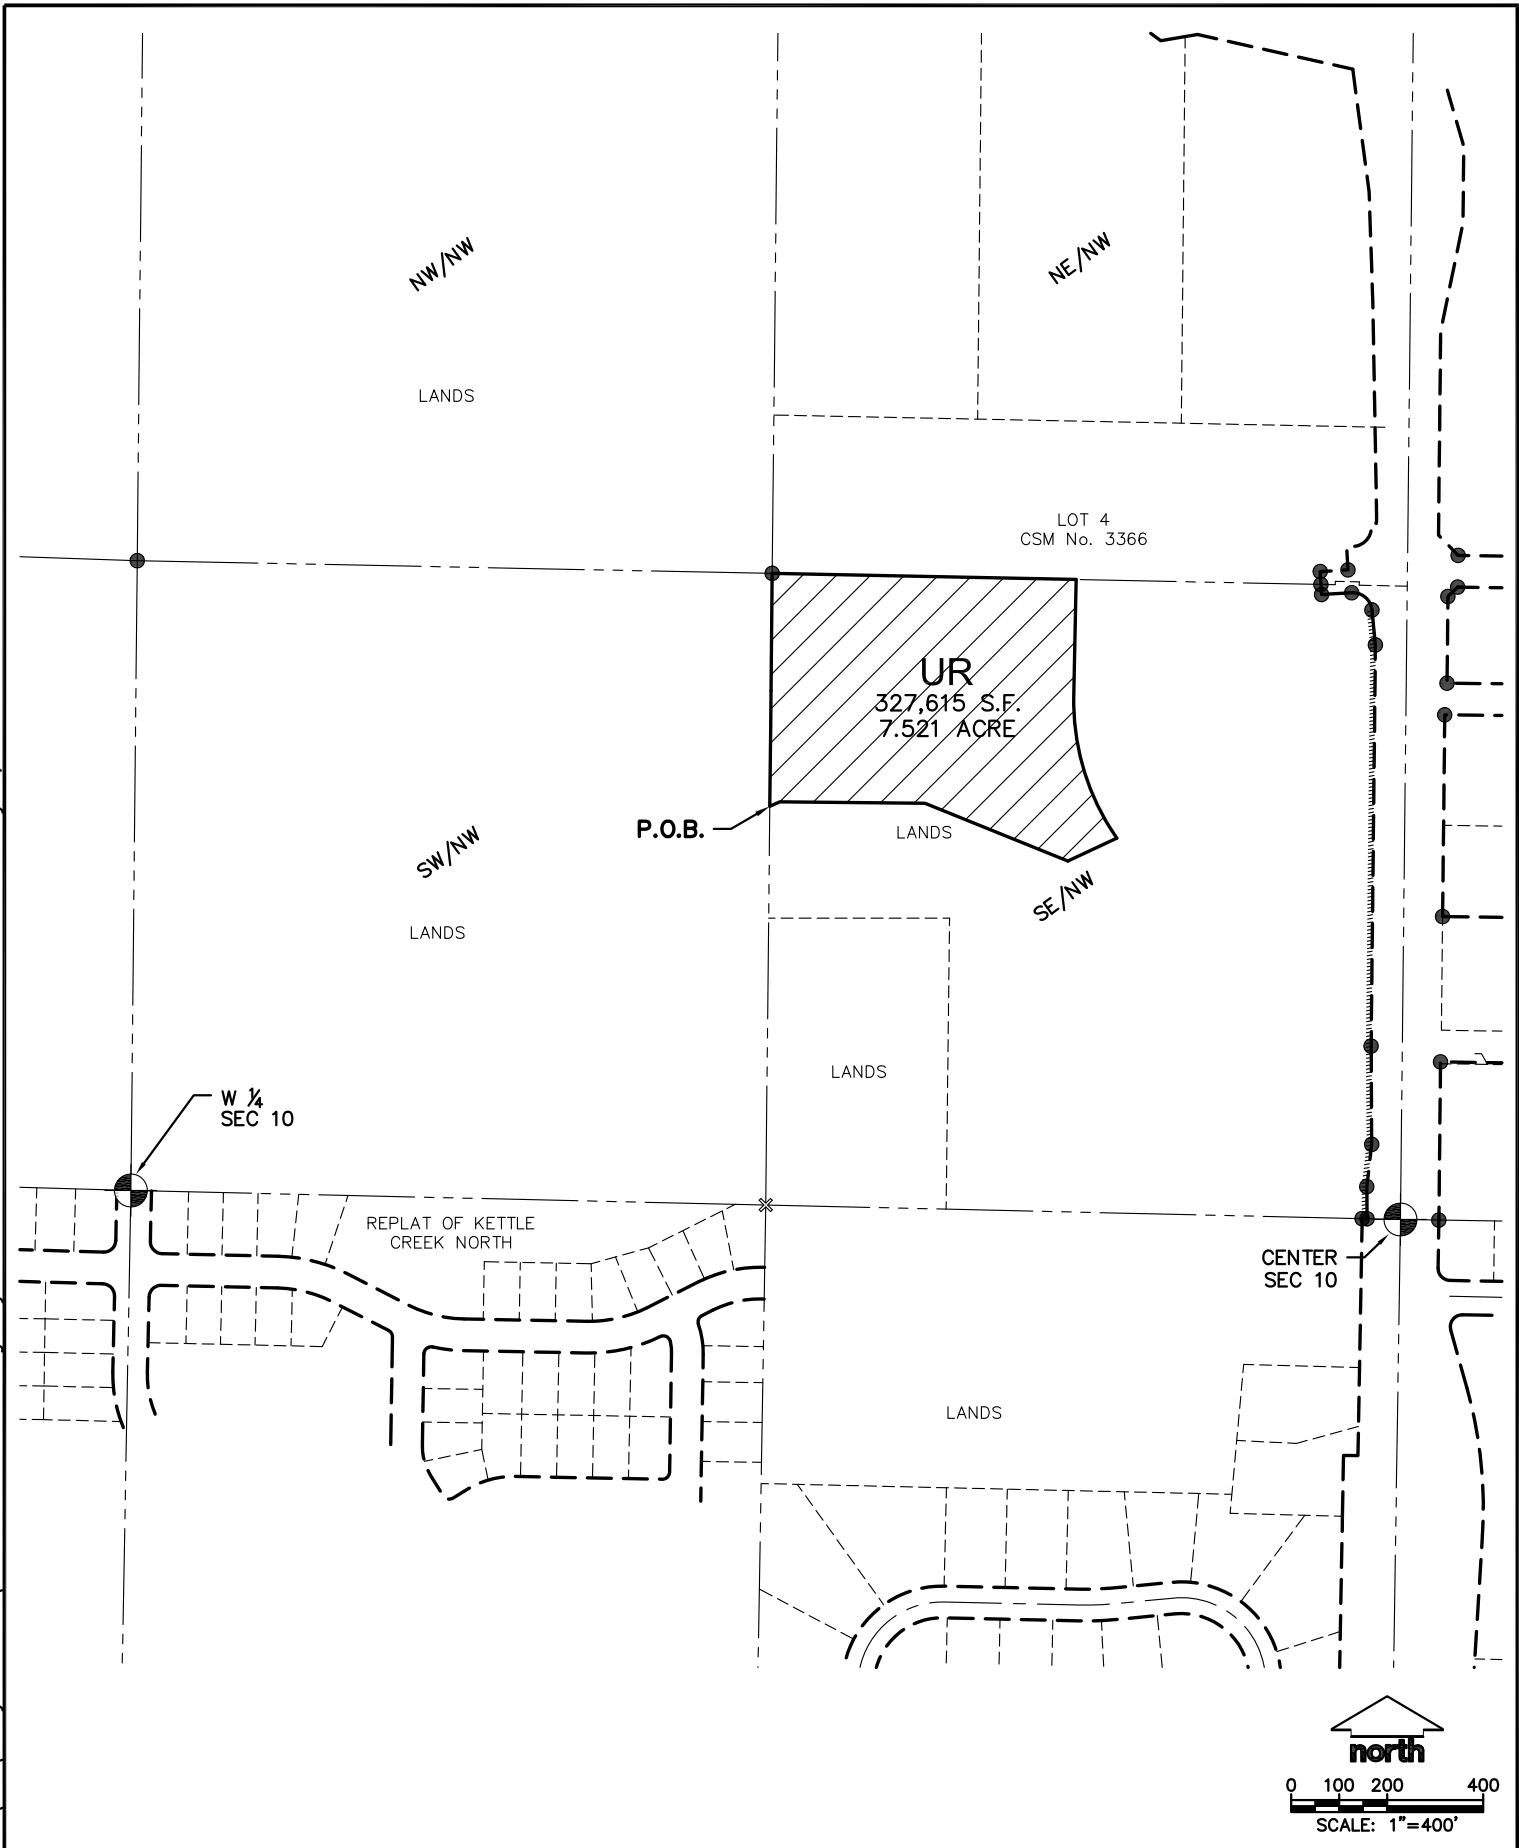 NW/NW
NE/NW
LANDS
LOT 4
CSM No. 3366
UR
327,615 S.F.
7.521 ACRE
P.O.B.
LANDS
SW/NW
SE/NW
LANDS
LANDS
W ¼
SEC 10
REPLAT OF KETTLE
CREEK NORTH
CENTER
SEC 10
LANDS
north
0 100 200 400
SCALE: 1"=400'